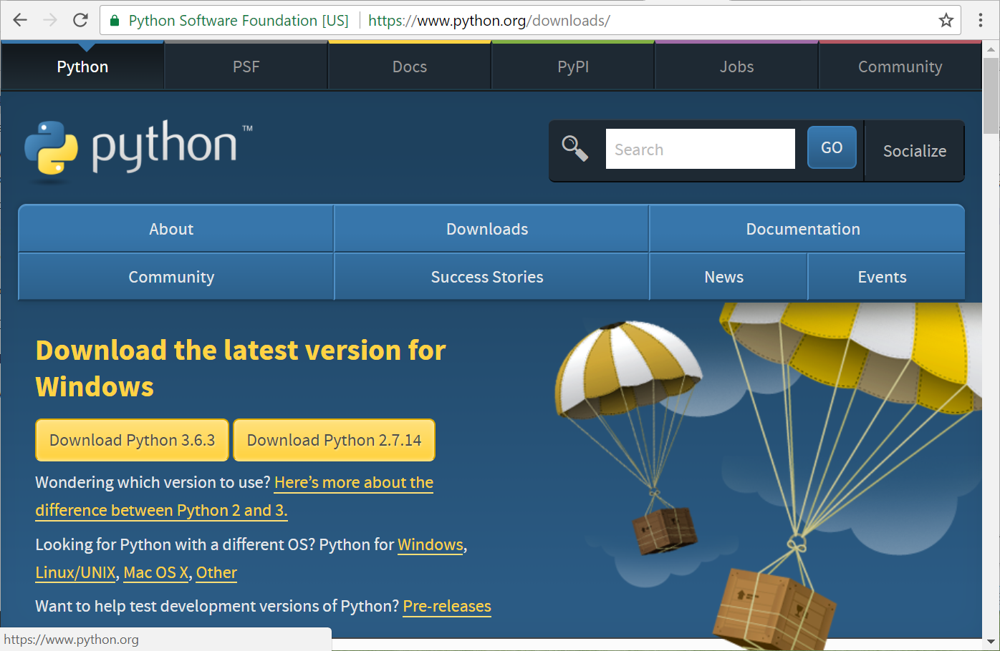 Python Software Foundation [US] https://www.python.org/downloads/
Python PSF Docs PyPI Jobs Community
python™
Search GO Socialize
About Downloads Documentation
Community Success Stories News Events
Download the latest version for
Windows
Download Python 3.6.3 Download Python 2.7.14
Wondering which version to use? Here’s more about the
difference between Python 2 and 3.
Looking for Python with a different OS? Python for Windows,
Linux/UNIX, Mac OS X, Other
Want to help test development versions of Python? Pre-releases
https://www.python.org